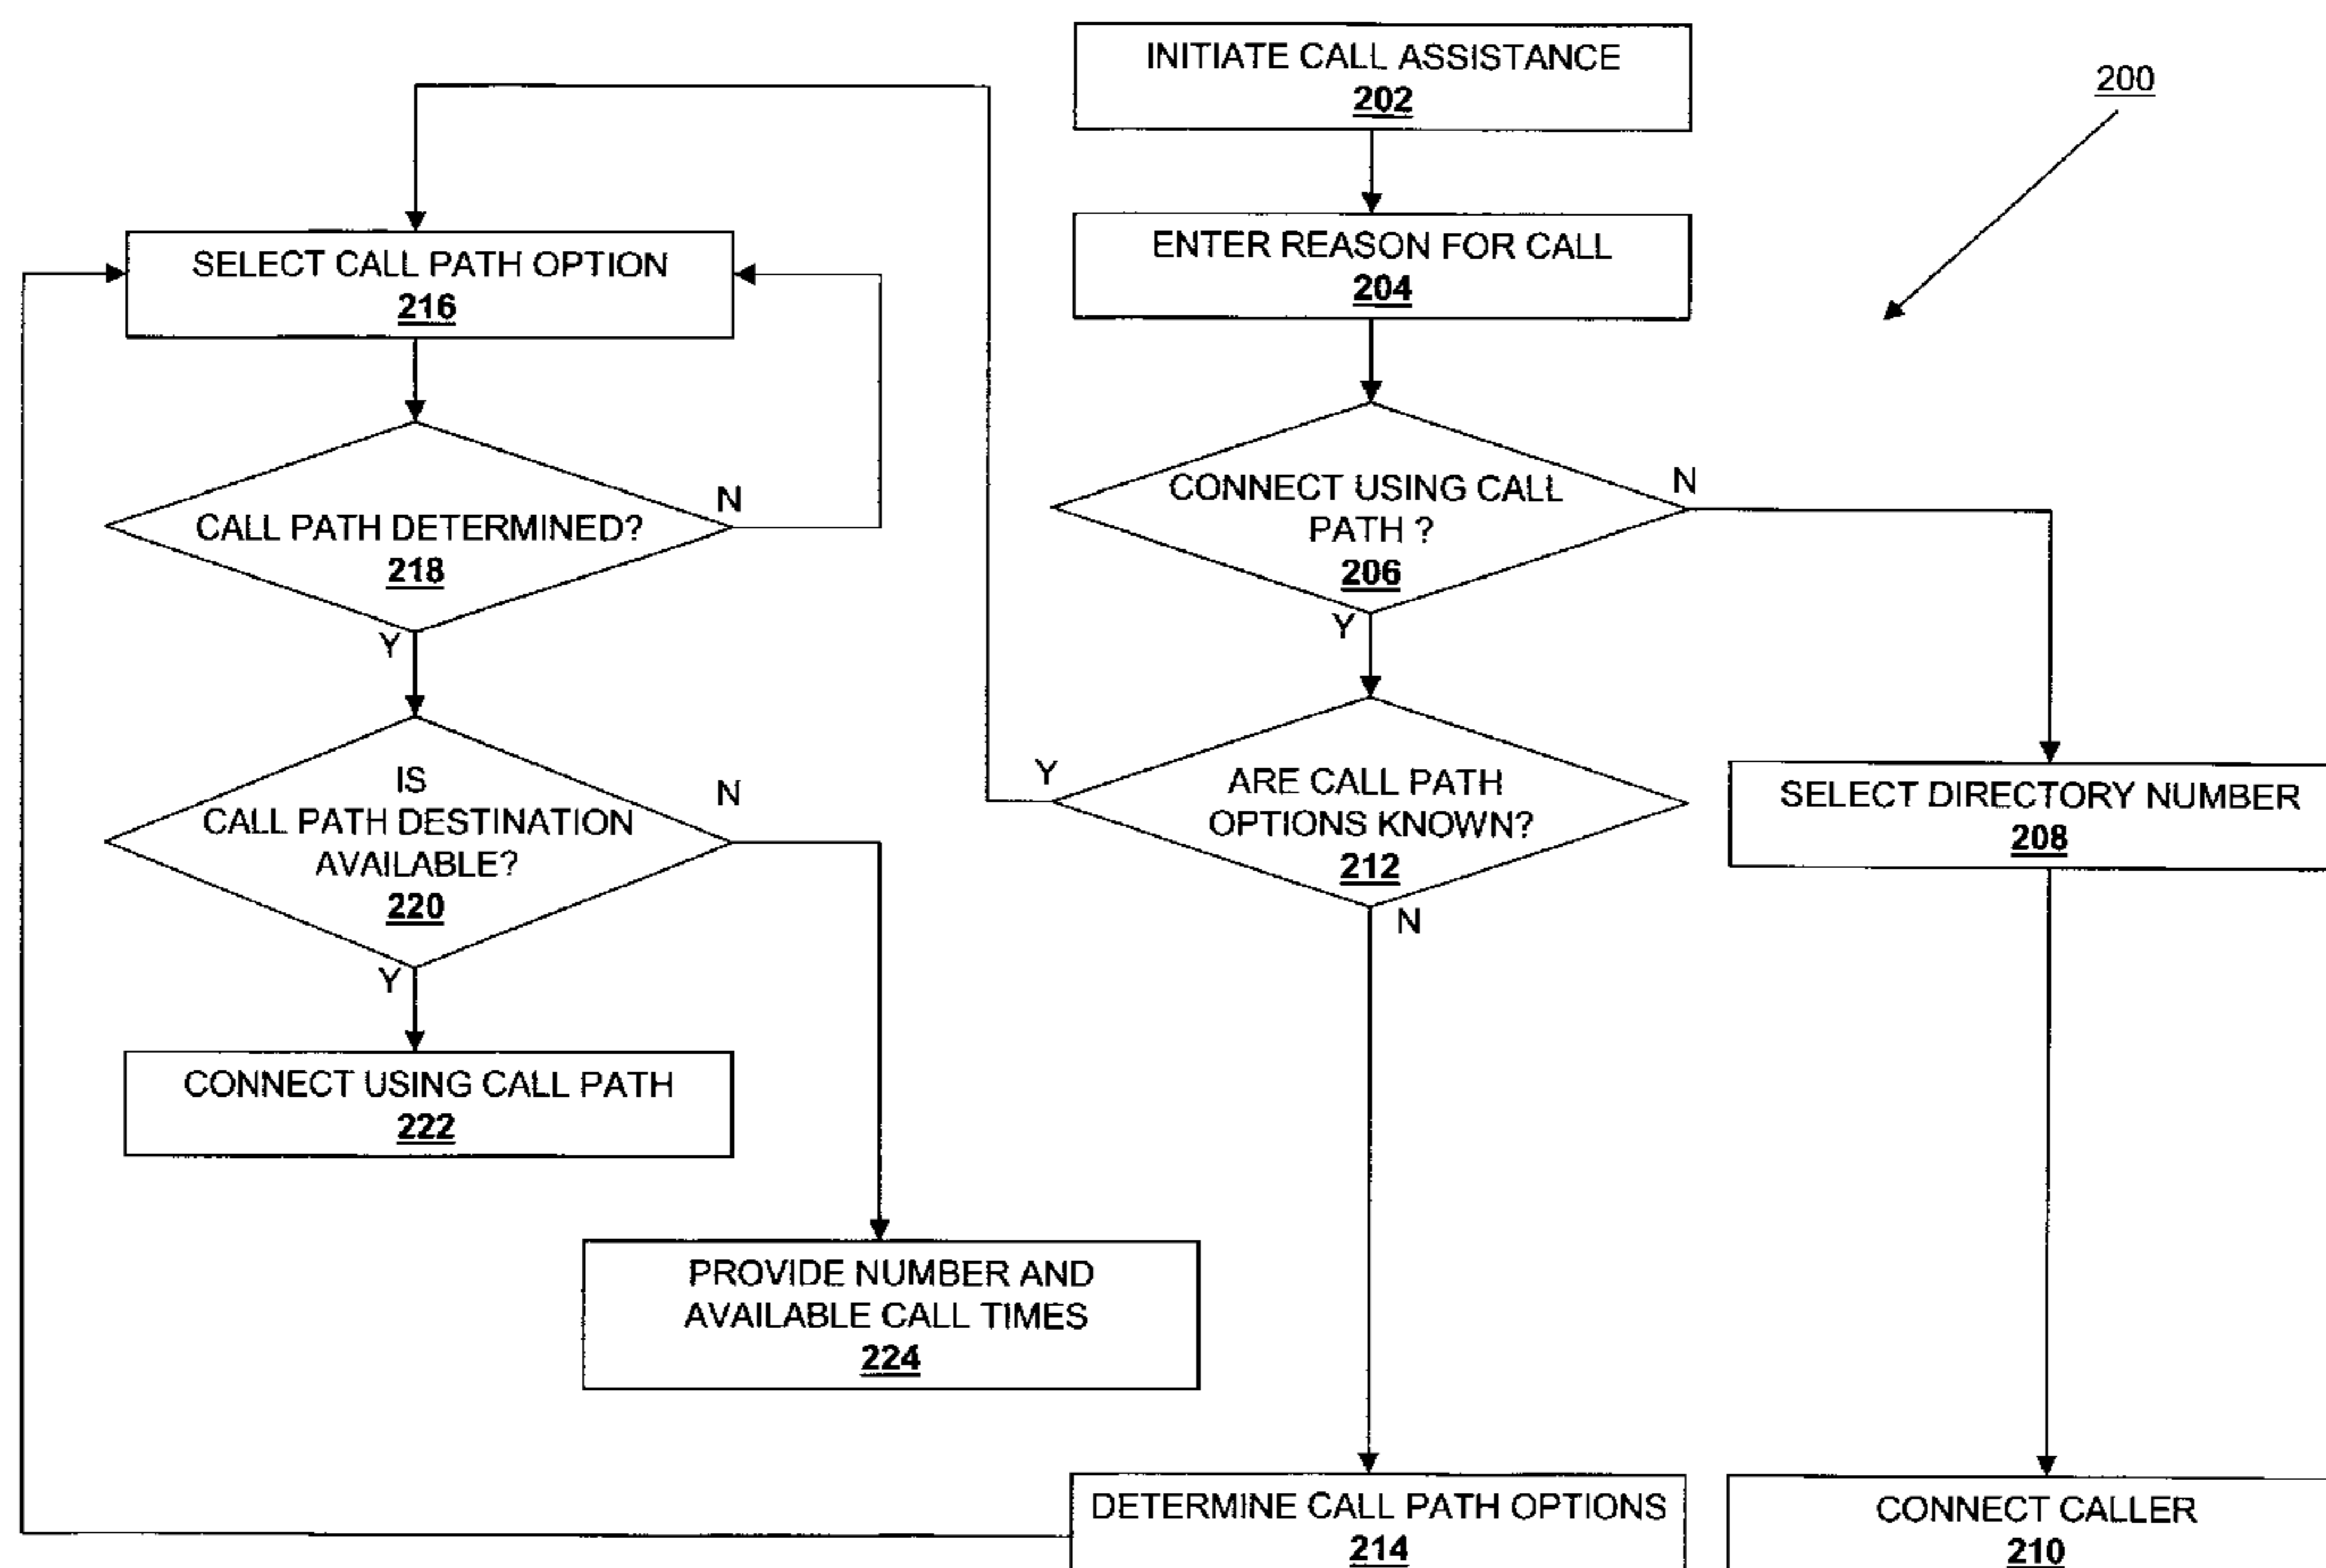 INITIATE CALL ASSISTANCE
202
200
ENTER REASON FOR CALL
204
SELECT CALL PATH OPTION
216
CONNECT USING CALL
PATH ?
206
N
Y
CALL PATH DETERMINED?
218
N
Y
ARE CALL PATH
OPTIONS KNOWN?
212
Y
N
SELECT DIRECTORY NUMBER
208
IS
CALL PATH DESTINATION
AVAILABLE?
220
N
Y
CONNECT USING CALL PATH
222
PROVIDE NUMBER AND
AVAILABLE CALL TIMES
224
DETERMINE CALL PATH OPTIONS
214
CONNECT CALLER
210